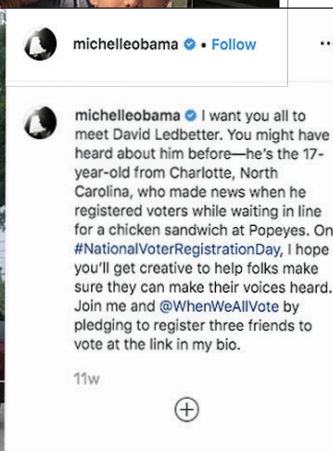 michelleobama • Follow
michelleobama I want you all to
meet David Ledbetter. You might have
heard about him before—he's the 17-
year-old from Charlotte, North
Carolina, who made news when he
registered voters while waiting in line
for a chicken sandwich at Popeyes. On
#NationalVoterRegistrationDay, I hope
you'll get creative to help folks make
sure they can make their voices heard.
Join me and @WhenWeAllVote by
pledging to register three friends to
vote at the link in my bio.
11w